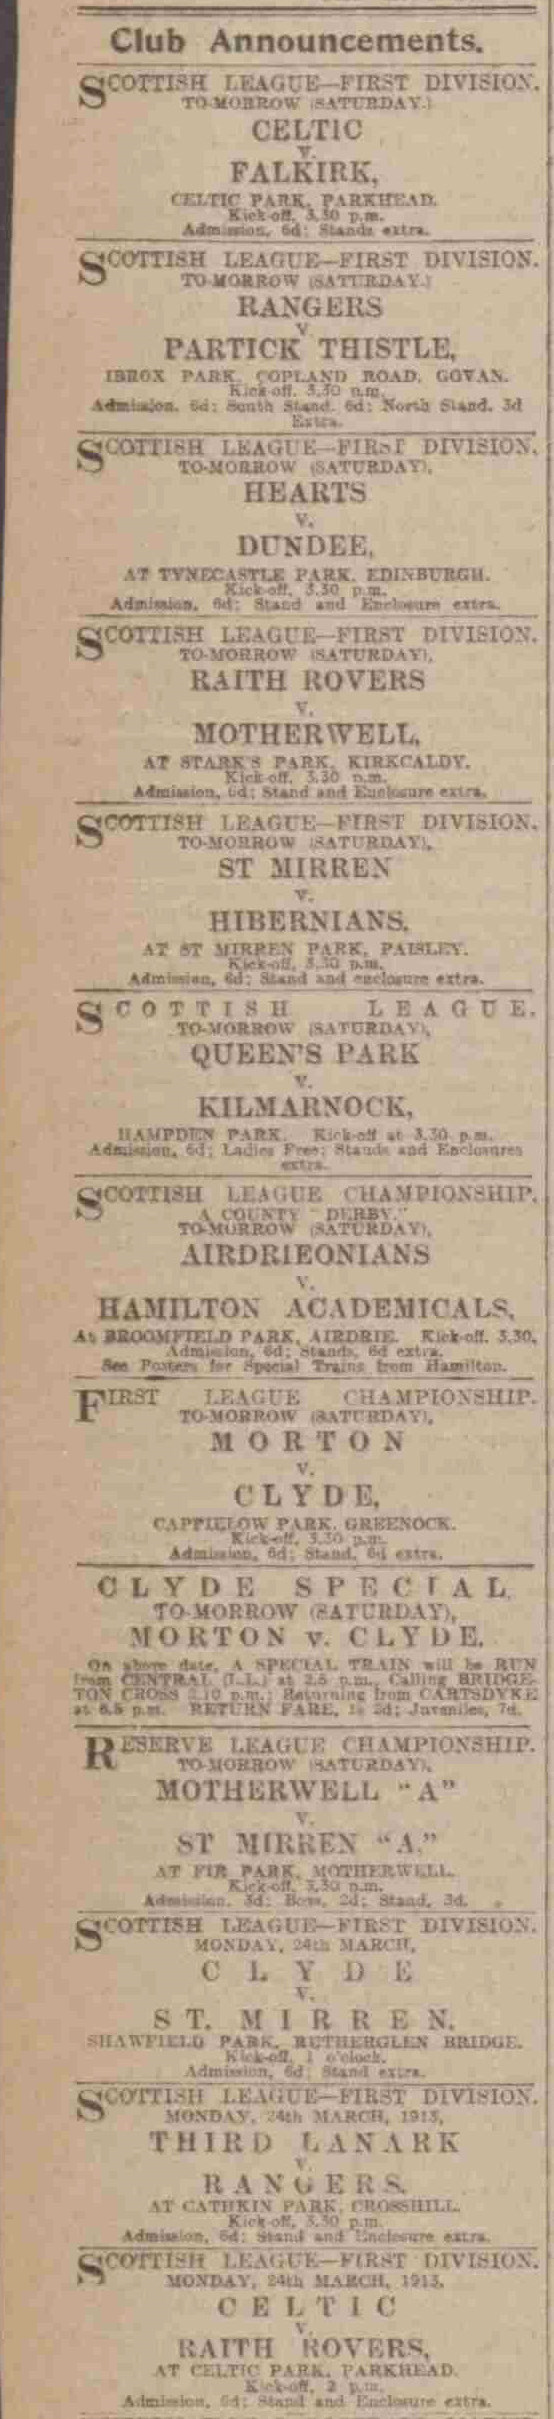 Club Announcements.
SCOTTISH LEAGUE—FIRST DIVISION.
TO-MORROW (SATURDAY.)
CELTIC
v.
FALKIRK,
CELTIC PARK, PARKHEAD.
Kick-off, 3.30 p.m.
Admission, 6d; Stands extra.
SCOTTISH LEAGUE—FIRST DIVISION.
TO-MORROW (SATURDAY.)
RANGERS
v
PARTICK THISTLE,
IBROX PARK, COPLAND ROAD, GOVAN.
Kick-off, 3.30 p.m.
Admission, 6d; South Stand, 6d; North Stand, 3d
Extra.
SCOTTISH LEAGUE—FIRST DIVISION.
TO-MORROW (SATURDAY),
HEARTS
v.
DUNDEE,
AT TYNECASTLE PARK, EDINBURGH.
Kick-off, 3.30 p.m.
Admission, 6d; Stand and Enclosure extra.
SCOTTISH LEAGUE—FIRST DIVISION.
TO-MORROW (SATURDAY),
RAITH ROVERS
v.
MOTHERWELL,
AT STARK'S PARK, KIRKCALDY.
Kick-off, 3.30 p.m.
Admission, 6d; Stand and Enclosure extra.
SCOTTISH LEAGUE—FIRST DIVISION.
TO-MORROW (SATURDAY),
ST MIRREN
v.
HIBERNIANS.
AT ST MIRREN PARK, PAISLEY.
Kick-off, 3.30 p.m.
Admission, 6d; Stand and enclosure extra.
SCOTTISH LEAGUE.
TO-MORROW (SATURDAY),
QUEEN'S PARK
v.
KILMARNOCK,
HAMPDEN PARK. Kick-off at 3.30 p.m.
Admission, 6d; Ladies Free; Stands and Enclosures
extra.
SCOTTISH LEAGUE CHAMPIONSHIP.
A COUNTY "DERBY."
TO-MORROW (SATURDAY),
AIRDRIEONIANS
v.
HAMILTON ACADEMICALS,
At BROOMFIELD PARK, AIRDRIE. Kick-off, 3.30.
Admission, 6d; Stands, 6d extra.
See Posters for Special Trains from Hamilton.
FIRST LEAGUE CHAMPIONSHIP.
TO-MORROW (SATURDAY),
MORTON
v.
CLYDE,
CAPPIELOW PARK, GREENOCK.
Kick-off, 3.30 p.m.
Admission, 6d; Stand, 6d extra.
CLYDE SPECIAL
TO-MORROW (SATURDAY),
MORTON v. CLYDE.
On above date, A SPECIAL TRAIN will be RUN
from CENTRAL (L.L.) at 2.5 p.m., Calling BRIDGE-
TON CROSS 2.10 p.m.; Returning from CARTSDYKE
at 6.5 p.m. RETURN FARE, 1s 2d; Juveniles, 7d.
RESERVE LEAGUE CHAMPIONSHIP.
TO-MORROW (SATURDAY),
MOTHERWELL "A"
v.
ST MIRREN "A."
AT FIR PARK, MOTHERWELL.
Kick-off, 3.30 p.m.
Admission, 3d; Boys, 2d; Stand, 3d.
SCOTTISH LEAGUE—FIRST DIVISION.
MONDAY, 24th MARCH,
CLYDE
v.
ST. MIRREN.
SHAWFIELD PARK, RUTHERGLEN BRIDGE.
Kick-off, 1 o'clock.
Admission, 6d; Stand extra.
SCOTTISH LEAGUE—FIRST DIVISION.
MONDAY, 24th MARCH, 1913,
THIRD LANARK
v.
RANGERS.
AT CATHKIN PARK, CROSSHILL.
Kick-off, 3.30 p.m.
Admission, 6d; Stand and Enclosure extra.
SCOTTISH LEAGUE—FIRST DIVISION.
MONDAY, 24th MARCH, 1913,
CELTIC
v.
RAITH ROVERS,
AT CELTIC PARK, PARKHEAD.
Kick-off, 2 p.m.
Admission, 6d; Stand and Enclosure extra.